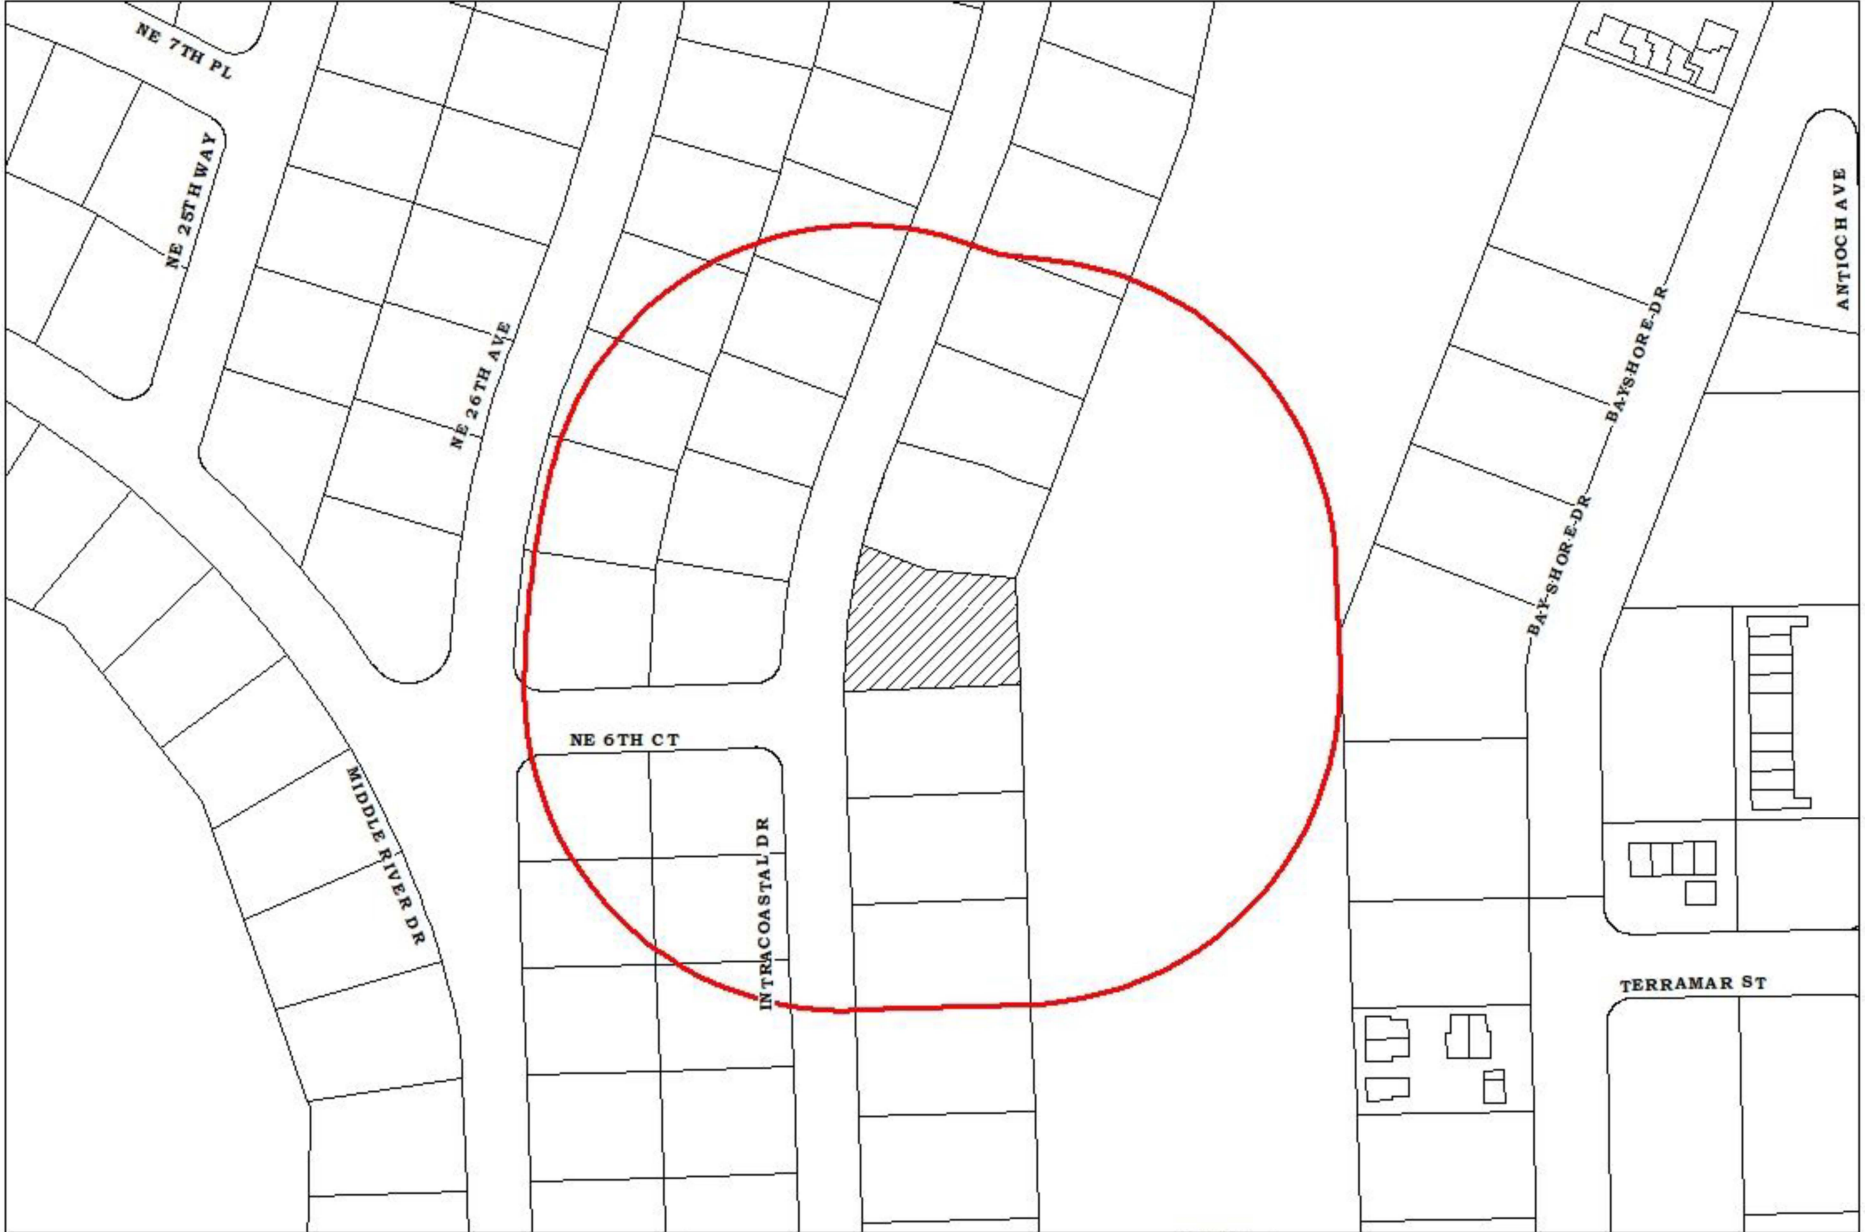 NE 7TH PL
NE 25TH WAY
ANTIOCH AVE
BAYSHORE DR
NE 26TH AVE
BAYSHORE DR
NE 6TH CT
MIDDLE RIVER DR
INTRACOASTAL DR
TERRAMAR ST